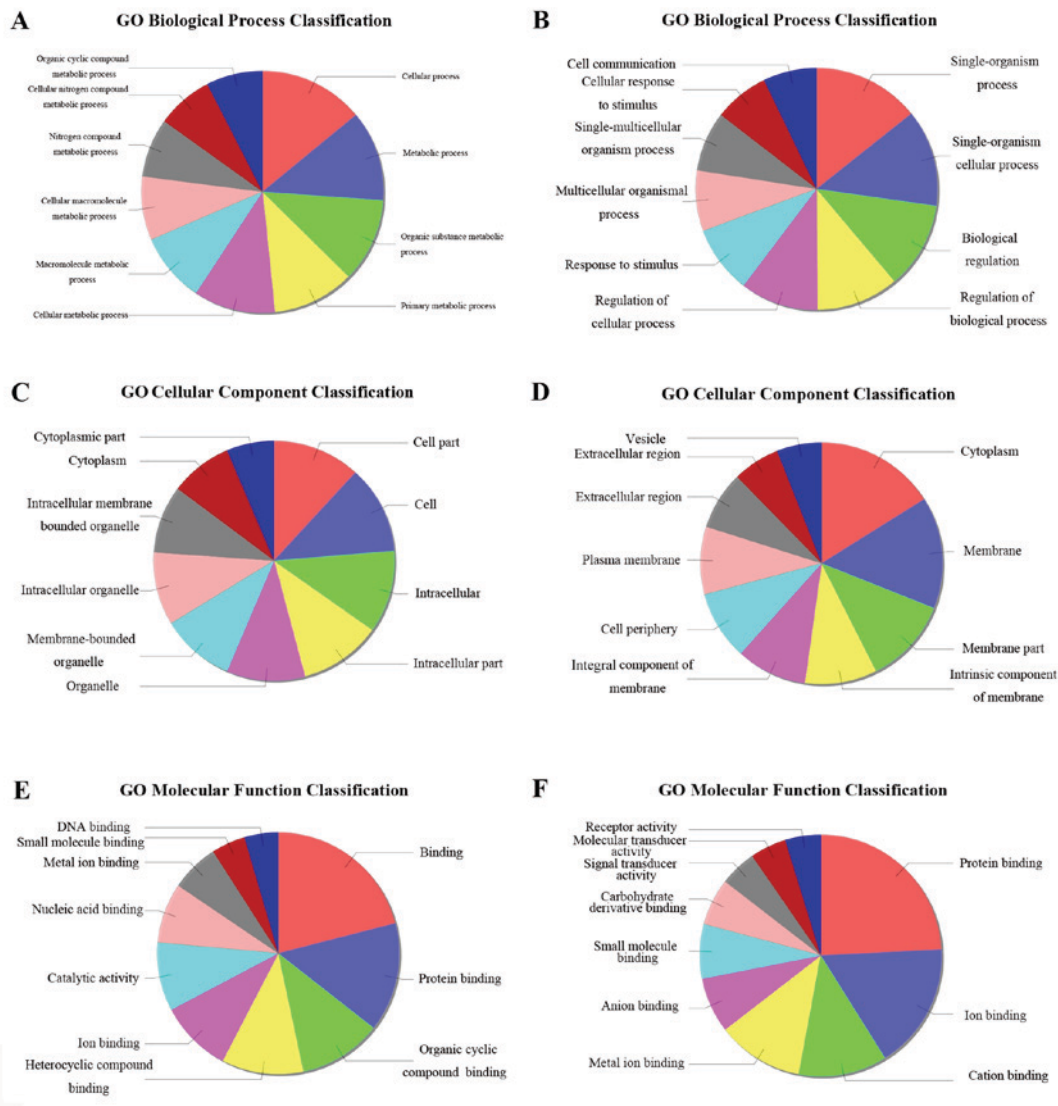 A
GO Biological Process Classification
Organic cyclic compound
metabolic process
Cellular nitrogen compound
metabolic process
Nitrogen compound
metabolic process
Cellular macromolecule
metabolic process
Macromolecule metabolic
process
Cellular metabolic process
Cellular process
Metabolic process
Organic substance metabolic
process
Primary metabolic process
B
GO Biological Process Classification
Cell communication
Cellular response
to stimulus
Single-multicellular
organism process
Multicellular organismal
process
Response to stimulus
Regulation of
cellular process
Single-organism
process
Single-organism
cellular process
Biological
regulation
Regulation of
biological process
C
GO Cellular Component Classification
Cytoplasmic part
Cytoplasm
Intracellular membrane
bounded organelle
Intracellular organelle
Membrane-bounded
organelle
Organelle
Cell part
Cell
Intracellular
Intracellular part
D
GO Cellular Component Classification
Vesicle
Extracellular region
Extracellular region
Plasma membrane
Cell periphery
Integral component of
membrane
Cytoplasm
Membrane
Membrane part
Intrinsic component
of membrane
E
GO Molecular Function Classification
DNA binding
Small molecule binding
Metal ion binding
Nucleic acid binding
Catalytic activity
Ion binding
Heterocyclic compound
binding
Binding
Protein binding
Organic cyclic
compound binding
F
GO Molecular Function Classification
Receptor activity
Molecular transducer
activity
Signal transducer
activity
Carbohydrate
derivative binding
Small molecule
binding
Anion binding
Metal ion binding
Protein binding
Ion binding
Cation binding